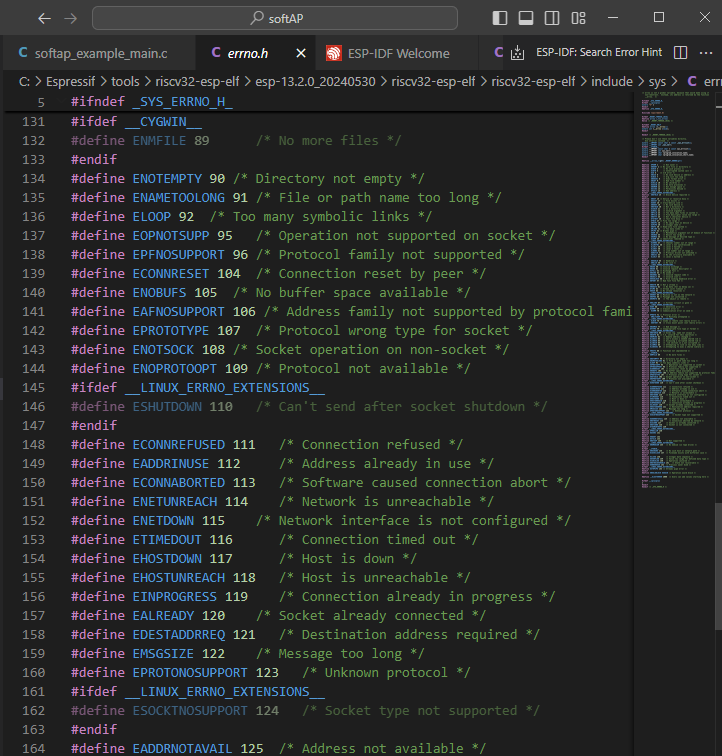 softAP
softap_example_main.c
errno.h
ESP-IDF Welcome
ESP-IDF: Search Error Hint
C: > Espressif > tools > riscv32-esp-elf > esp-13.2.0_20240530 > riscv32-esp-elf > riscv32-esp-elf > include > sys > C err
5 #ifndef _SYS_ERRNO_H_
131 #ifdef __CYGWIN__
132 #define ENMFILE 89 /* No more files */
133 #endif
134 #define ENOTEMPTY 90 /* Directory not empty */
135 #define ENAMETOOLONG 91 /* File or path name too long */
136 #define ELOOP 92 /* Too many symbolic links */
137 #define EOPNOTSUPP 95 /* Operation not supported on socket */
138 #define EPFNOSUPPORT 96 /* Protocol family not supported */
139 #define ECONNRESET 104 /* Connection reset by peer */
140 #define ENOBUFS 105 /* No buffer space available */
141 #define EAFNOSUPPORT 106 /* Address family not supported by protocol fami
142 #define EPROTOTYPE 107 /* Protocol wrong type for socket */
143 #define ENOTSOCK 108 /* Socket operation on non-socket */
144 #define ENOPROTOOPT 109 /* Protocol not available */
145 #ifdef __LINUX_ERRNO_EXTENSIONS__
146 #define ESHUTDOWN 110 /* Can't send after socket shutdown */
147 #endif
148 #define ECONNREFUSED 111 /* Connection refused */
149 #define EADDRINUSE 112 /* Address already in use */
150 #define ECONNABORTED 113 /* Software caused connection abort */
151 #define ENETUNREACH 114 /* Network is unreachable */
152 #define ENETDOWN 115 /* Network interface is not configured */
153 #define ETIMEDOUT 116 /* Connection timed out */
154 #define EHOSTDOWN 117 /* Host is down */
155 #define EHOSTUNREACH 118 /* Host is unreachable */
156 #define EINPROGRESS 119 /* Connection already in progress */
157 #define EALREADY 120 /* Socket already connected */
158 #define EDESTADDRREQ 121 /* Destination address required */
159 #define EMSGSIZE 122 /* Message too long */
160 #define EPROTONOSUPPORT 123 /* Unknown protocol */
161 #ifdef __LINUX_ERRNO_EXTENSIONS__
162 #define ESOCKTNOSUPPORT 124 /* Socket type not supported */
163 #endif
164 #define EADDRNOTAVAIL 125 /* Address not available */